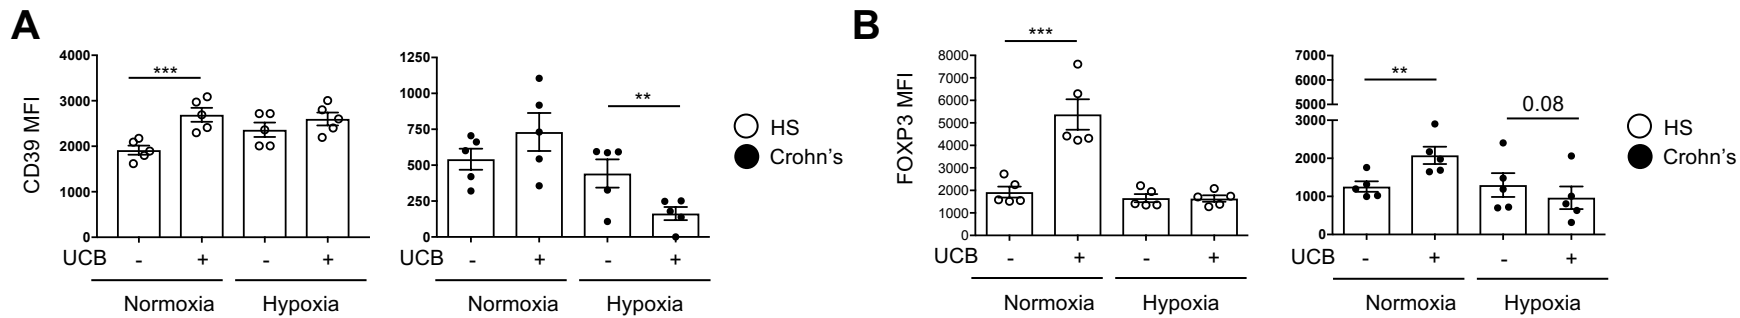 A
CD39 MFI
4000
3000
2000
1000
0
***
UCB - + - +
Normoxia Hypoxia
1250
1000
750
500
250
0
**
UCB - + - +
Normoxia Hypoxia
HS
Crohn's
B
FOXP3 MFI
8000
7000
6000
5000
4000
3000
2000
1000
0
***
UCB - + - +
Normoxia Hypoxia
7000
6000
5000
3000
2000
1000
0
**
0.08
UCB - + - +
Normoxia Hypoxia
HS
Crohn's